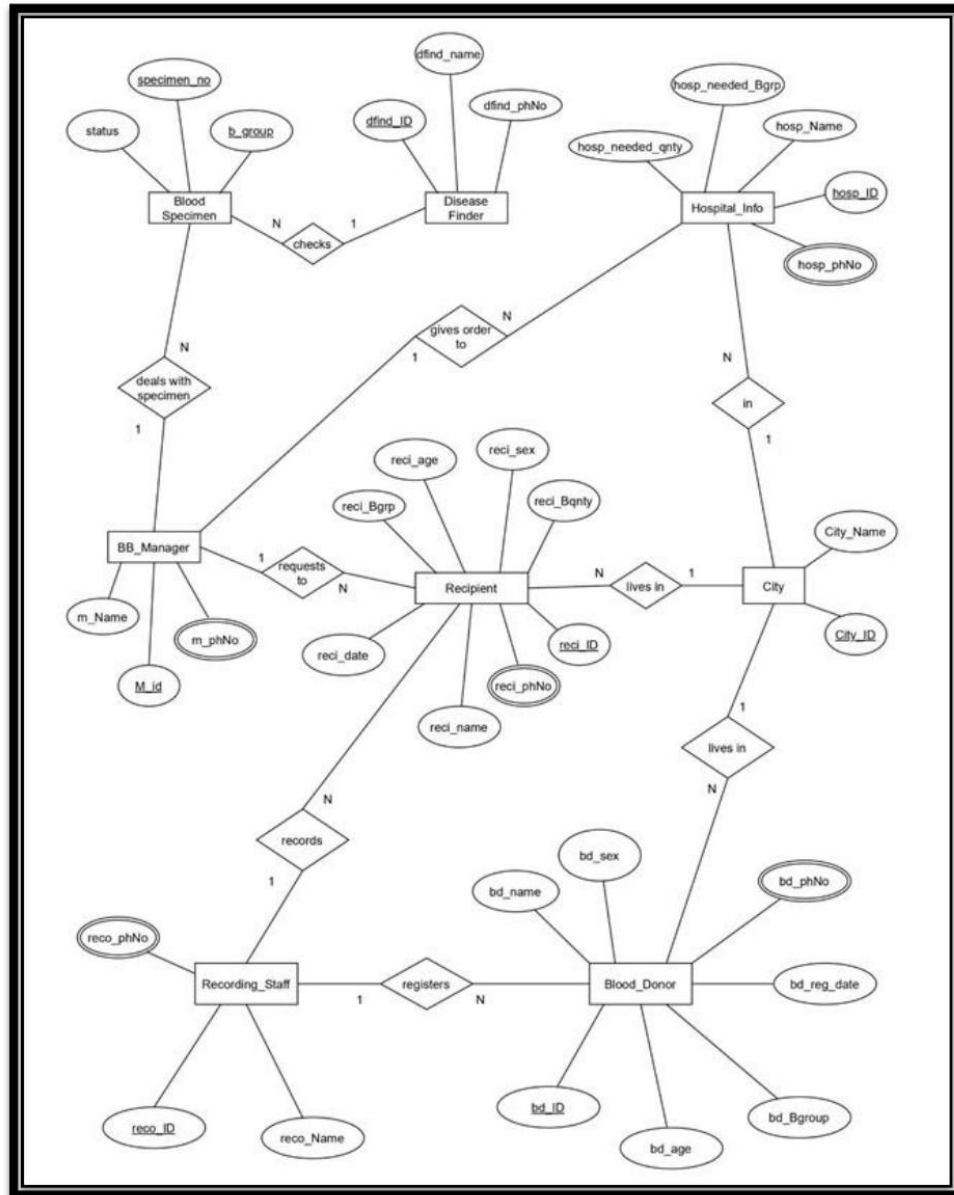 dfind_name
specimen_no
hosp_needed_Bgrp
dfind_phNo
status
b_group
dfind_ID
hosp_Name
hosp_needed_qnty
hosp_ID
Blood
Specimen
Disease
Finder
Hospital_Info
N
1
checks
hosp_phNo
N
gives order
to
1
N
N
deals with
specimen
in
1
1
reci_sex
reci_age
reci_Bgrp
reci_Bqnty
City_Name
BB_Manager
1
requests
to
N
Recipient
N
lives in
1
City
m_Name
m_phNo
reci_date
reci_ID
City_ID
M_id
reci_phNo
reci_name
1
lives in
N
N
records
bd_sex
1
bd_name
bd_phNo
reco_phNo
Recording_Staff
registers
Blood_Donor
bd_reg_date
1
N
bd_ID
reco_ID
reco_Name
bd_Bgroup
bd_age